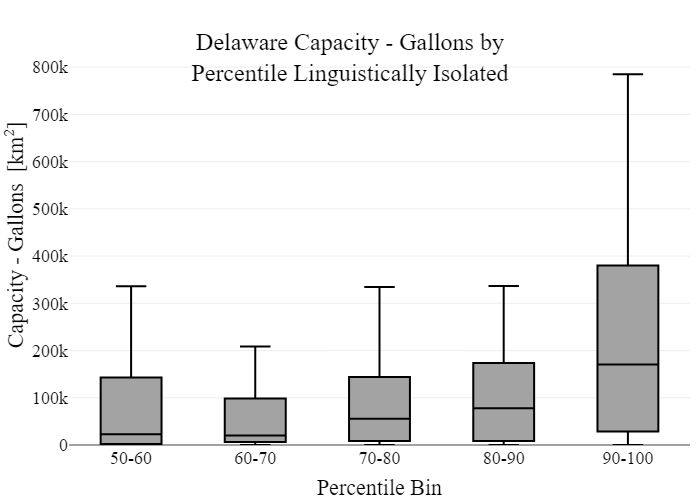 Delaware Capacity - Gallons by
Percentile Linguistically Isolated
Capacity - Gallons [km²]
800k
700k
600k
500k
400k
300k
200k
100k
0
50-60
60-70
70-80
80-90
90-100
Percentile Bin